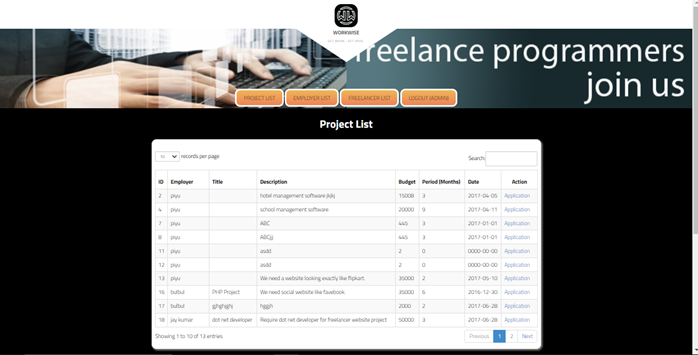 WORKWISE
freelance programmers
join us
PROJECT LIST EMPLOYER LIST FREELANCER LIST LOGOUT (ADMIN)
Project List
10 records per page Search:
ID Employer Title Description Budget Period (Months) Date Action
2 piyu hotel management software jkjkj 15008 3 2017-04-05 Application
4 piyu school management software 20000 9 2017-04-11 Application
7 piyu ABC 445 3 2017-01-01 Application
8 piyu ABCjjj 445 3 2017-01-01 Application
11 piyu asdd 2 0 0000-00-00 Application
12 piyu asdd 2 0 0000-00-00 Application
13 piyu We need a website looking exactly like flipkart. 35000 2 2017-05-10 Application
16 bulbul PHP Project We need social website like facebook. 35000 6 2016-12-30 Application
17 bulbul gjhghjghj hggjh 2000 2 2017-06-28 Application
18 jay kumar dot net developer Require dot net developer for freelancer website project 50000 3 2017-06-28 Application
Showing 1 to 10 of 13 entries Previous 1 2 Next